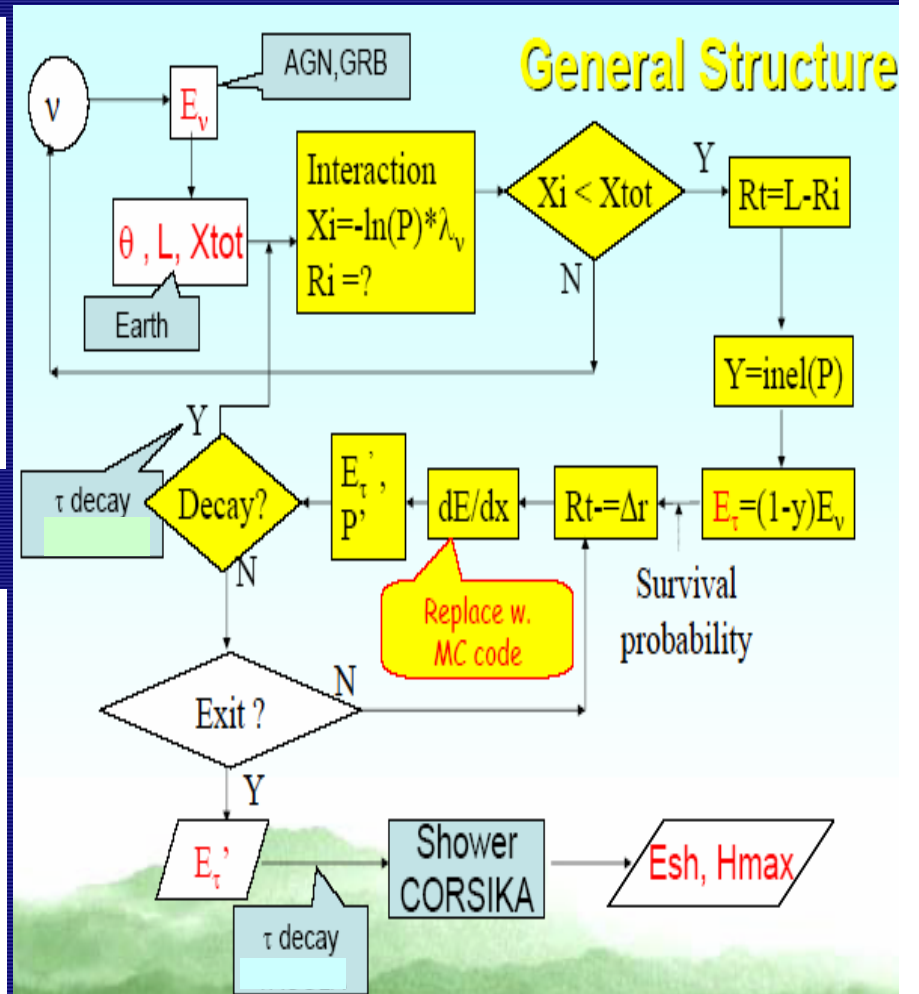 General Structure
AGN,GRB
ν
E_ν
Interaction
Xi=-ln(P)*λ_ν
Ri =?
Xi < Xtot
Y
Rt=L-Ri
θ , L, Xtot
N
Earth
Y=inel(P)
Y
τ decay
Decay?
E_τ' ,
P'
dE/dx
Rt-=Δr
E_τ=(1-y)E_ν
N
Replace w.
MC code
Survival
probability
Exit ?
N
Y
E_τ'
Shower
CORSIKA
Esh, Hmax
τ decay